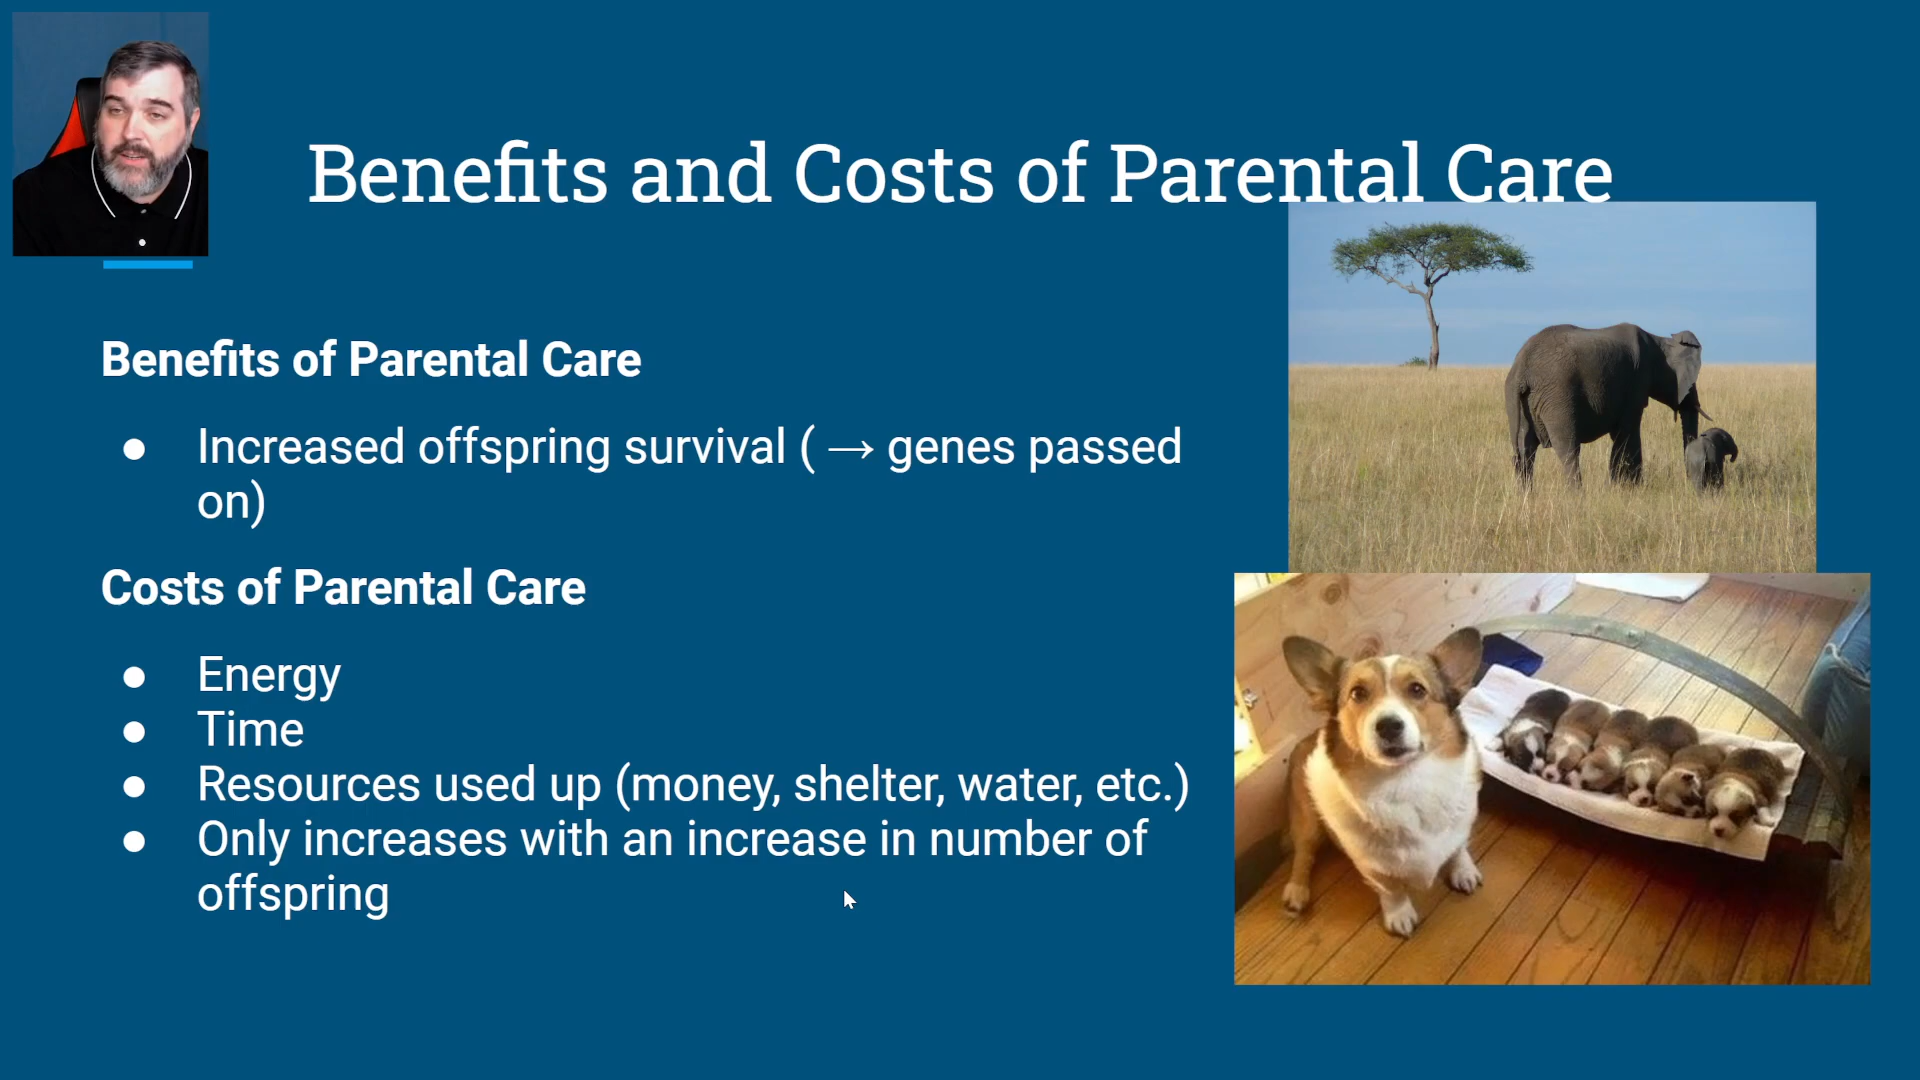 Benefits and Costs of Parental Care
Benefits of Parental Care
● Increased offspring survival ( → genes passed
on)
Costs of Parental Care
● Energy
● Time
● Resources used up (money, shelter, water, etc.)
● Only increases with an increase in number of
offspring